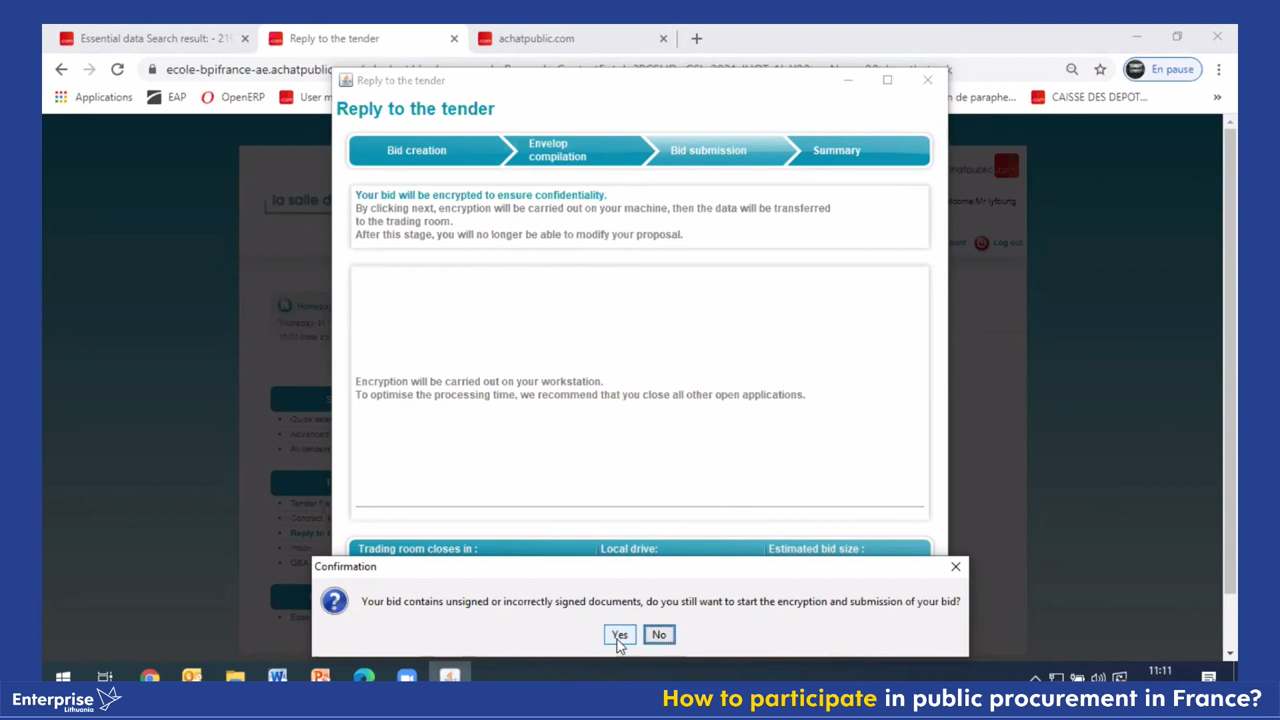 Essential data Search result: - 219
Reply to the tender
achatpublic.com
ecole-bpifrance-ae.achatpublic
En pause
Applications
EAP
OpenERP
User m
de paraphe...
CAISSE DES DEPOT...
»
Reply to the tender
Reply to the tender
Bid creation
Envelop
compilation
Bid submission
Summary
la salle d
Log out
Your bid will be encrypted to ensure confidentiality.
By clicking next, encryption will be carried out on your machine, then the data will be transferred
to the trading room.
After this stage, you will no longer be able to modify your proposal.
Homepa
Encryption will be carried out on your workstation.
To optimise the processing time, we recommend that you close all other open applications.
Advanced
Reply to t
Trading room closes in :
Local drive:
Estimated bid size :
Confirmation
Your bid contains unsigned or incorrectly signed documents, do you still want to start the encryption and submission of your bid?
Yes
No
11:11
Enterprise
Lithuania
How to participate in public procurement in France?